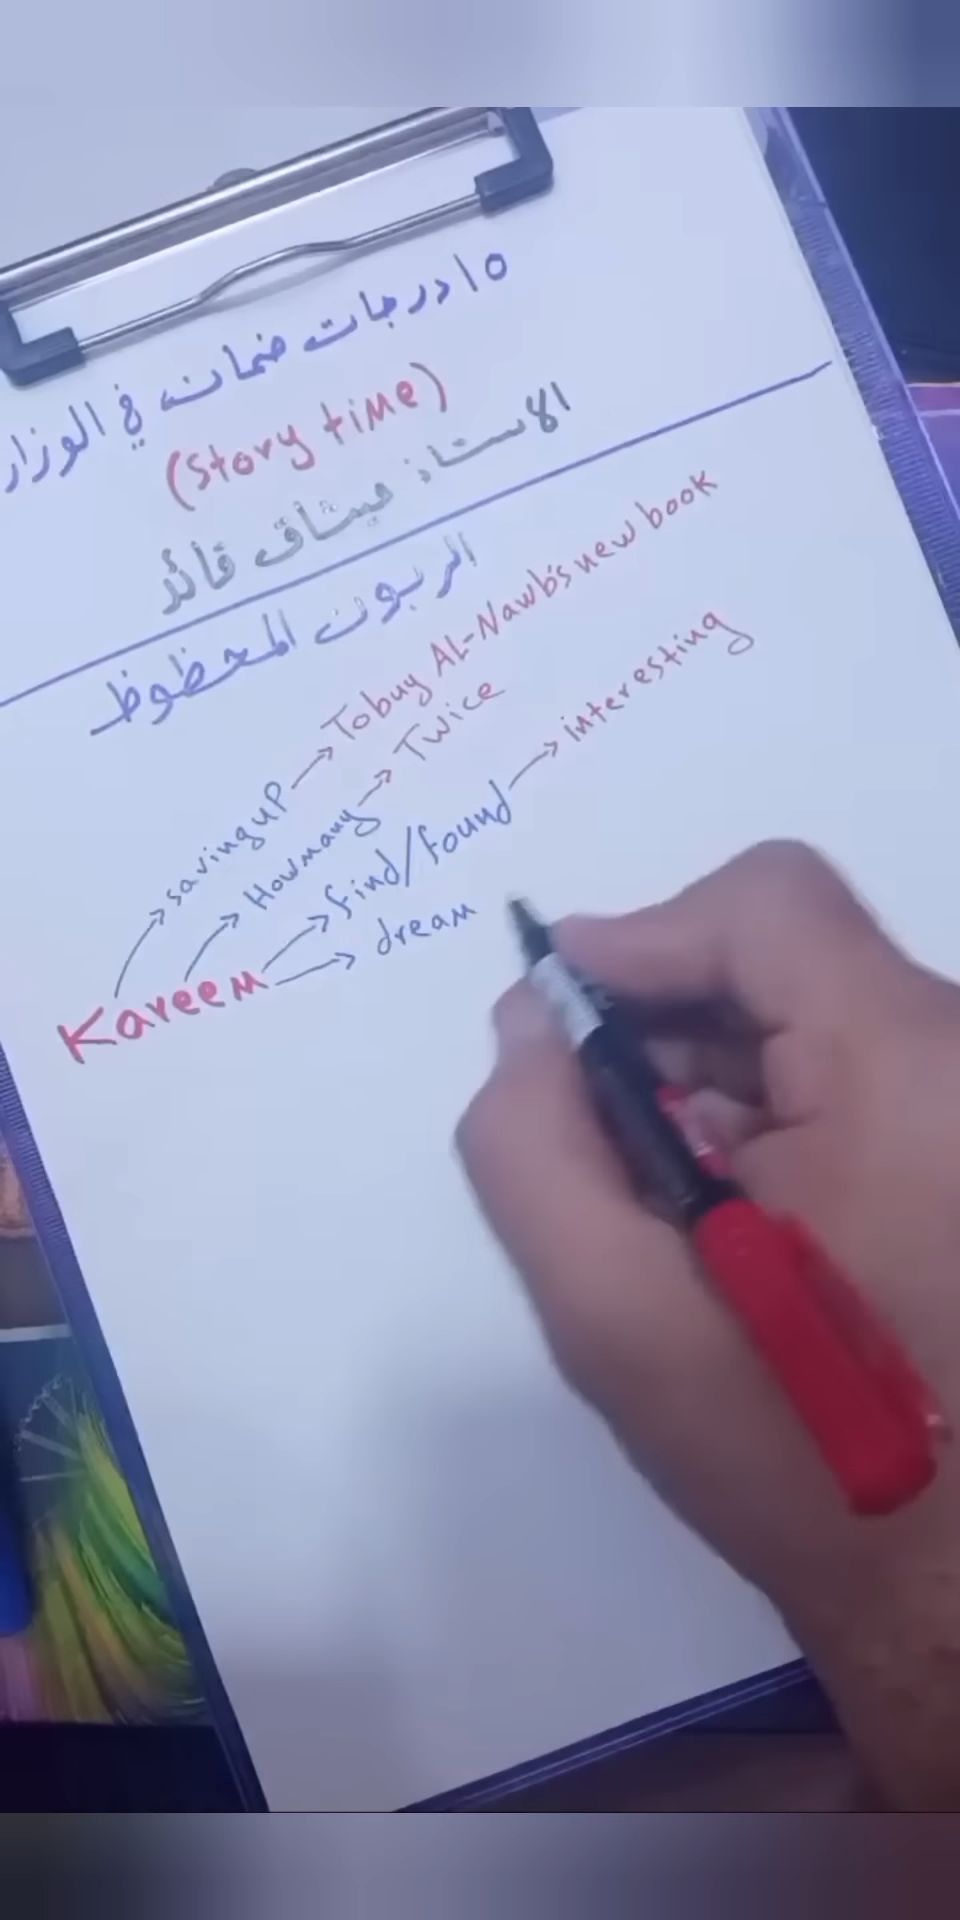 ١٥ درجات ضمان في الوزار
(story time)
الاستاذ ميثاق قائد
الزبون المحظوظ
saving up → To buy AL-Nawb's new book
How many → Twice
find/found → interesting
dream
Kareem